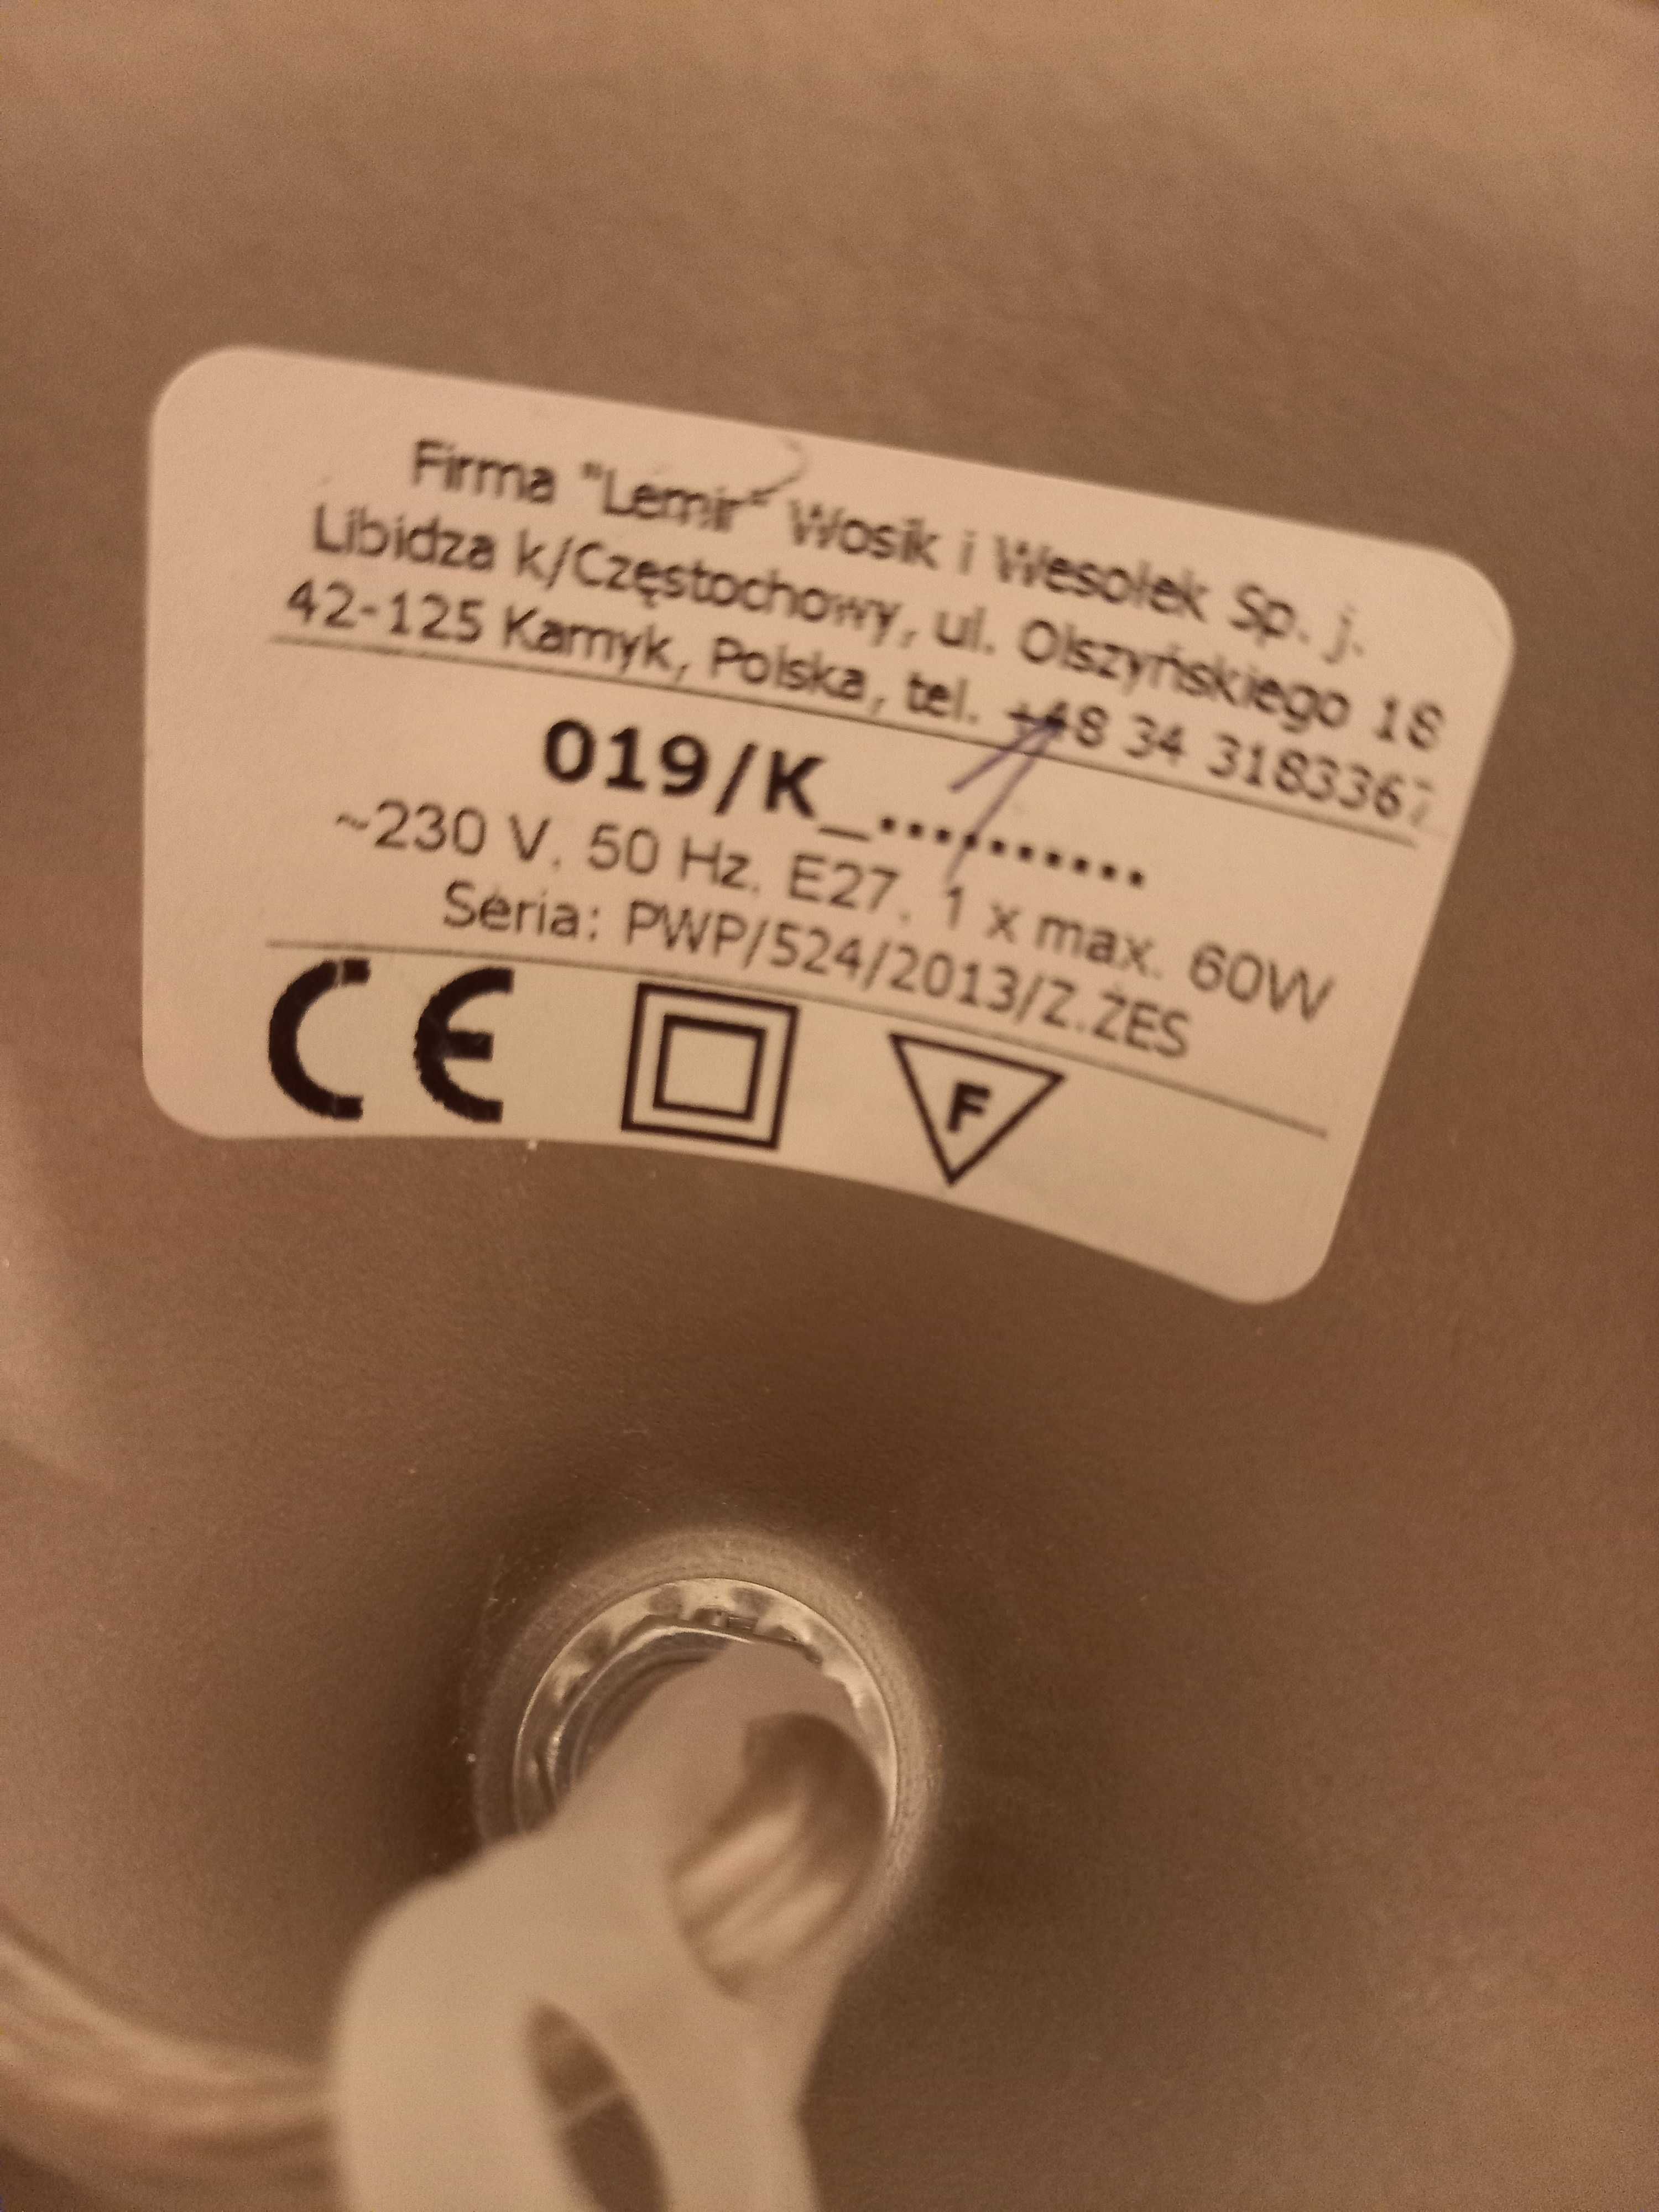 Firma "Lemir" Wosik i Wesołek Sp. j.
Libidza k/Częstochowy, ul. Olszyńskiego 18
42-125 Kamyk, Polska, tel. +48 34 3183367
019/K_..........
~230 V. 50 Hz. E27. 1 x max. 60W
Seria: PWP/524/2013/Z.ZES
CE F